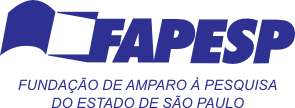 FAPESP
FUNDAÇÃO DE AMPARO À PESQUISA
DO ESTADO DE SÃO PAULO